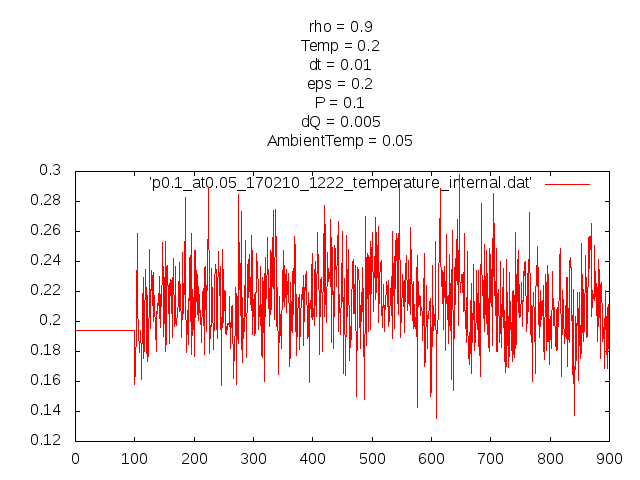 rho = 0.9
Temp = 0.2
dt = 0.01
eps = 0.2
P = 0.1
dQ = 0.005
AmbientTemp = 0.05
0.3
'p0.1_at0.05_170210_1222_temperature_internal.dat'
0.28
0.26
0.24
0.22
0.2
0.18
0.16
0.14
0.12
0 100 200 300 400 500 600 700 800 900